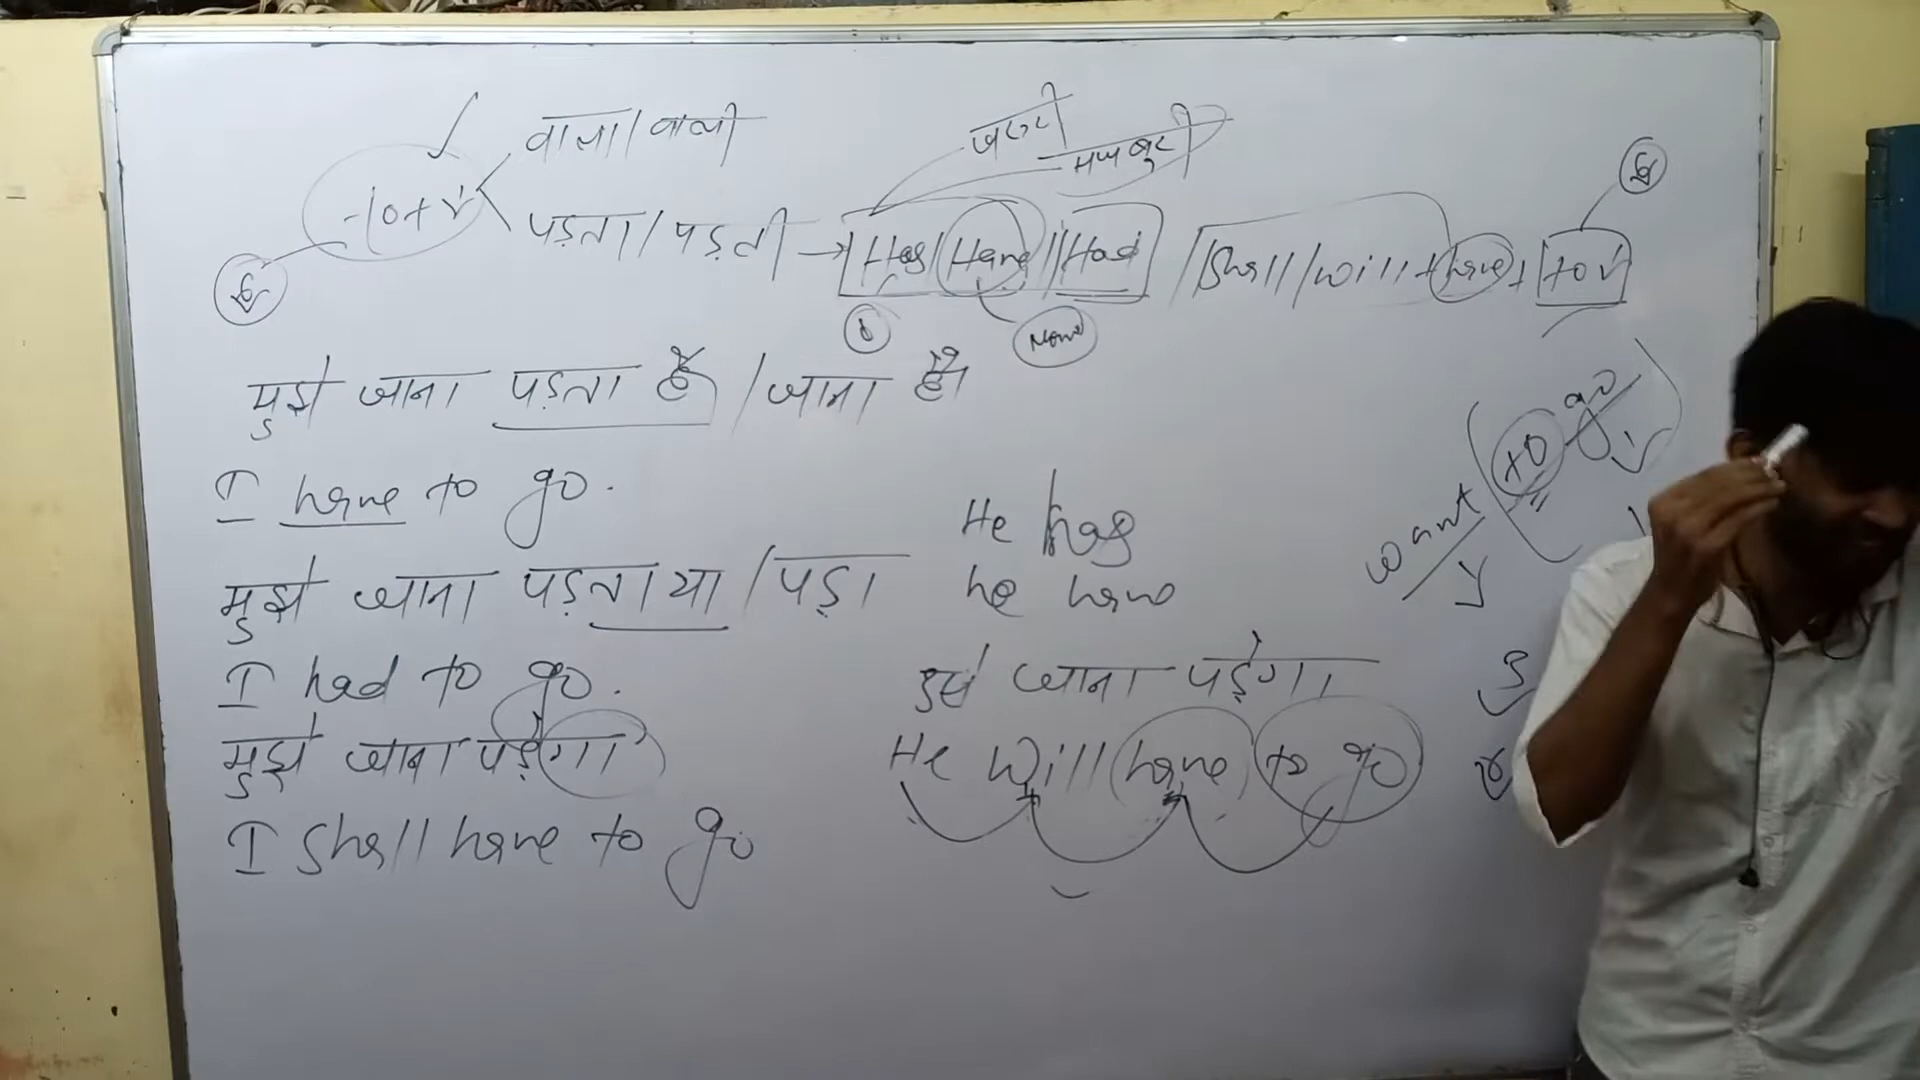 वाला/वाली
जरूरी
मजबूरी
to+V
पड़ता/पड़ती → Has/Have/Had /Shall/will+have+ to V
मुझे जाना पड़ता है /जाना है।
I have to go.
want to go
V
He has
he have
मुझे जाना पड़ता था /पड़ा
I had to go.
उसे जाना पड़ेगा
मुझे जाना पड़ेगा
He will have to go
I Shall have to go